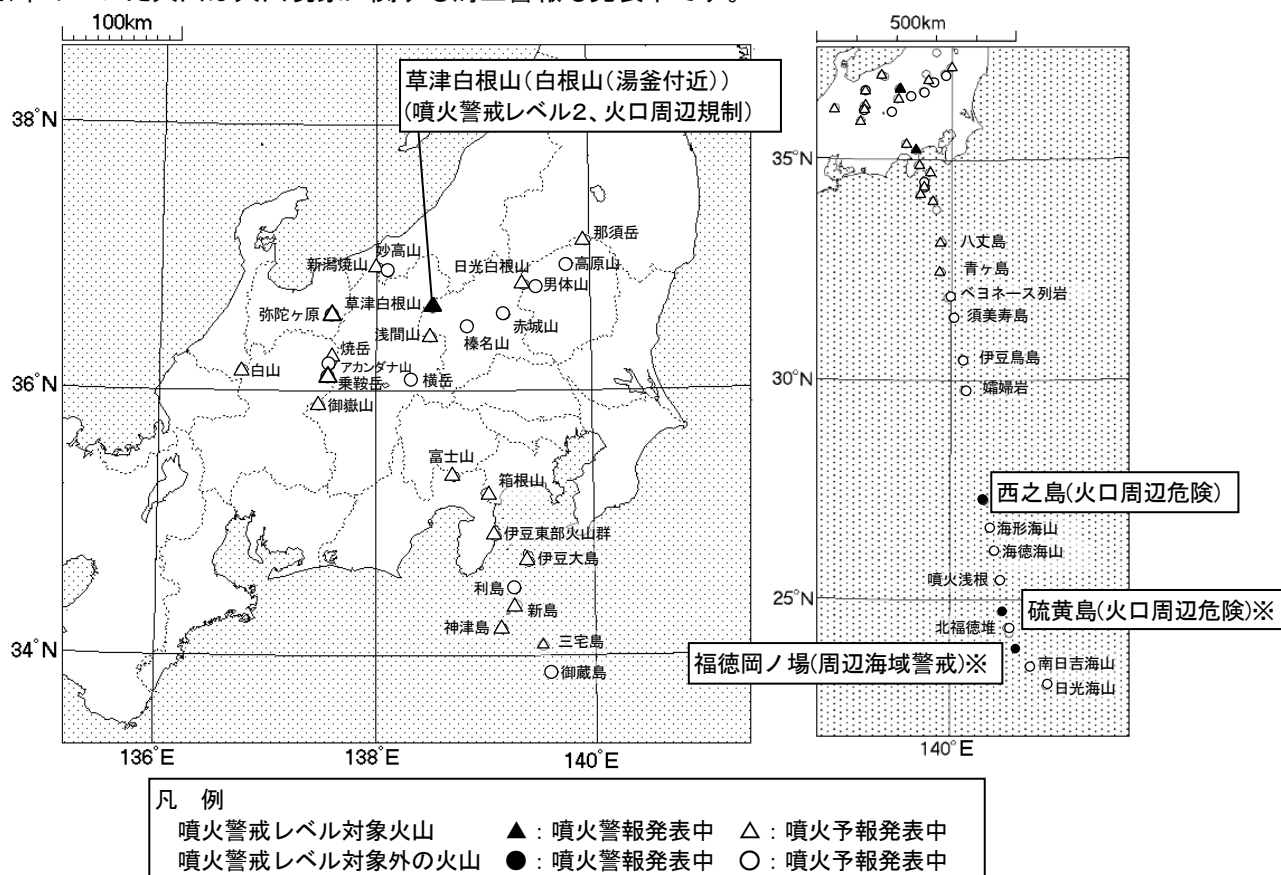 100km
500km
草津白根山(白根山(湯釜付近))
(噴火警戒レベル2、火口周辺規制)
38°N
36°N
34°N
136°E
138°E
140°E
那須岳
妙高山
新潟焼山
日光白根山
高原山
男体山
草津白根山
弥陀ヶ原
浅間山
赤城山
榛名山
焼岳
アカンダナ山
白山
乗鞍岳
横岳
御嶽山
富士山
箱根山
伊豆東部火山群
伊豆大島
利島
新島
神津島
三宅島
御蔵島
35°N
30°N
25°N
140°E
八丈島
青ヶ島
ベヨネース列岩
須美寿島
伊豆鳥島
孀婦岩
西之島(火口周辺危険)
海形海山
海徳海山
噴火浅根
硫黄島(火口周辺危険)※
北福徳堆
福徳岡ノ場(周辺海域警戒)※
南日吉海山
日光海山
凡 例
噴火警戒レベル対象火山 ▲:噴火警報発表中 △:噴火予報発表中
噴火警戒レベル対象外の火山 ●:噴火警報発表中 ○:噴火予報発表中